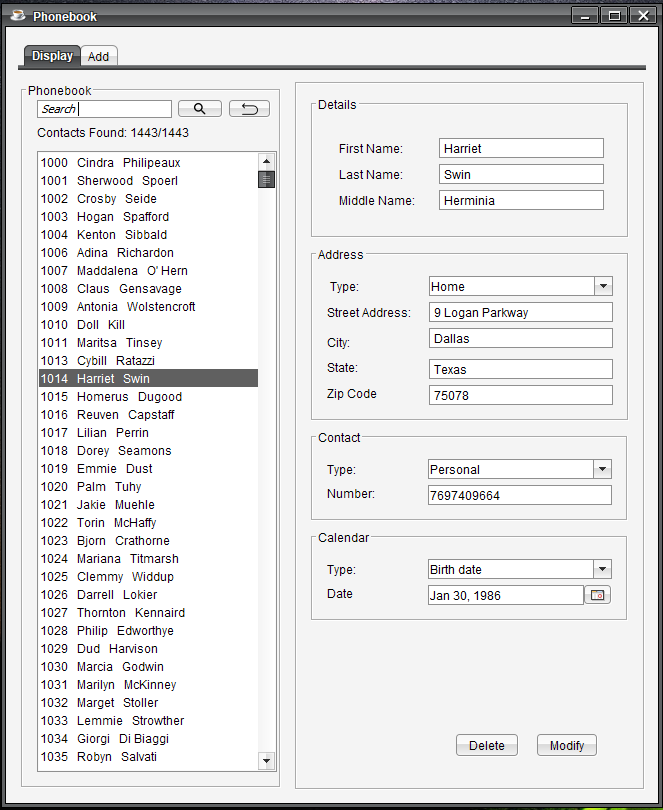 Phonebook
Display Add
Phonebook
Search
Contacts Found: 1443/1443
1000 Cindra Philipeaux
1001 Sherwood Spoerl
1002 Crosby Seide
1003 Hogan Spafford
1004 Kenton Sibbald
1006 Adina Richardon
1007 Maddalena O' Hern
1008 Claus Gensavage
1009 Antonia Wolstencroft
1010 Doll Kill
1011 Maritsa Tinsey
1013 Cybill Ratazzi
1014 Harriet Swin
1015 Homerus Dugood
1016 Reuven Capstaff
1017 Lilian Perrin
1018 Dorey Seamons
1019 Emmie Dust
1020 Palm Tuhy
1021 Jakie Muehle
1022 Torin McHaffy
1023 Bjorn Crathorne
1024 Mariana Titmarsh
1025 Clemmy Widdup
1026 Darrell Lokier
1027 Thornton Kennaird
1028 Philip Edworthye
1029 Dud Harvison
1030 Marcia Godwin
1031 Marilyn McKinney
1032 Marget Stoller
1033 Lemmie Strowther
1034 Giorgi Di Biaggi
1035 Robyn Salvati
Details
First Name: Harriet
Last Name: Swin
Middle Name: Herminia
Address
Type: Home
Street Address: 9 Logan Parkway
City: Dallas
State: Texas
Zip Code 75078
Contact
Type: Personal
Number: 7697409664
Calendar
Type: Birth date
Date Jan 30, 1986
Delete Modify